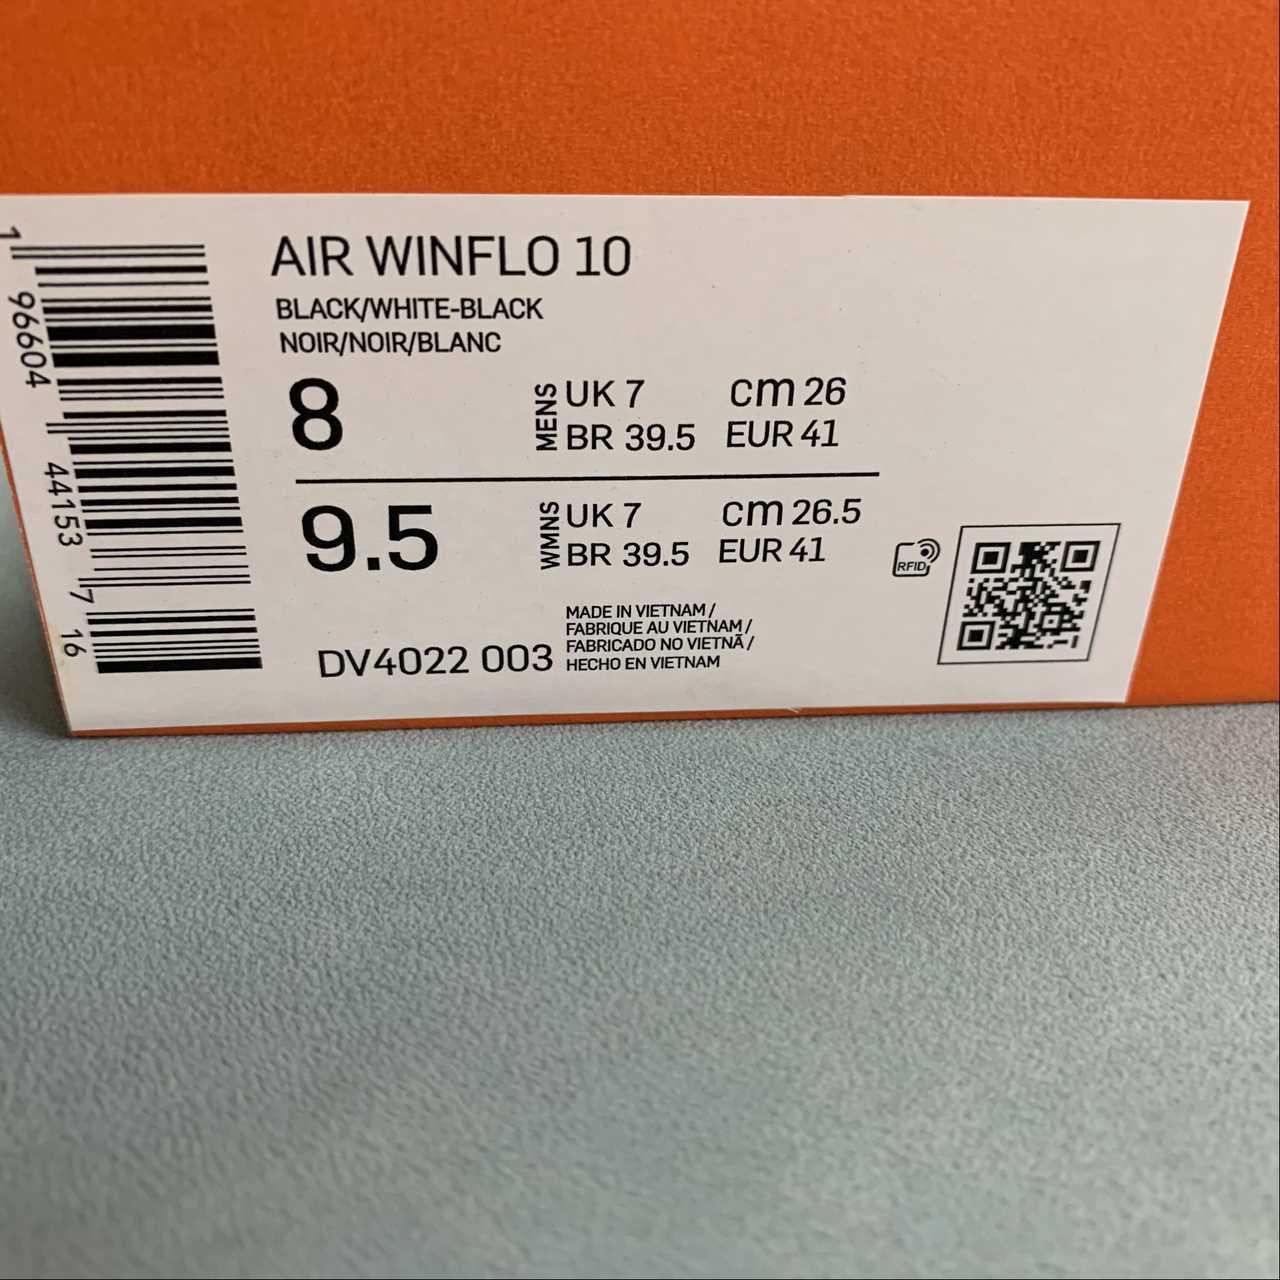 AIR WINFLO 10
BLACK/WHITE-BLACK
NOIR/NOIR/BLANC
8
MENS
UK 7 cm 26
BR 39.5 EUR 41
9.5
WMNS
UK 7 cm 26.5
BR 39.5 EUR 41
RFID
MADE IN VIETNAM /
FABRIQUE AU VIETNAM /
FABRICADO NO VIETNÃ /
HECHO EN VIETNAM
DV4022 003
1 96604 44153 7 16